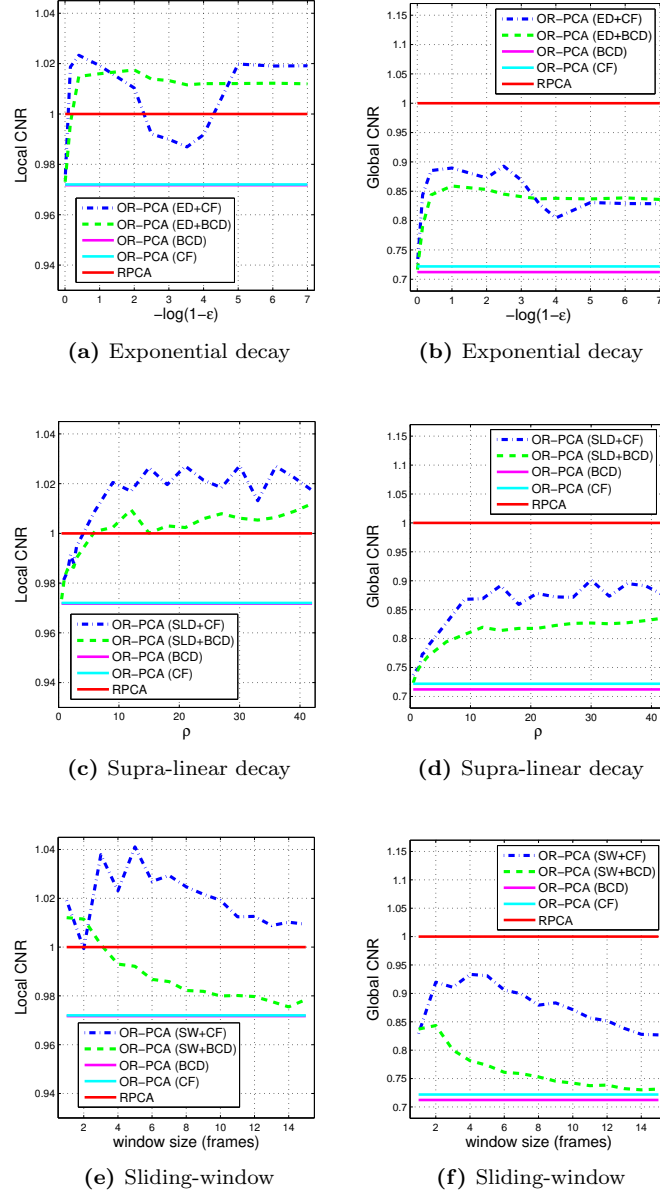 1.04
1.02
1
0.98
0.96
0.94
Local CNR
OR−PCA (ED+CF)
OR−PCA (ED+BCD)
OR−PCA (BCD)
OR−PCA (CF)
RPCA
0 1 2 3 4 5 6 7
−log(1−ε)
(a) Exponential decay
1.15
1.1
1.05
1
0.95
0.9
0.85
0.8
0.75
0.7
Global CNR
OR−PCA (ED+CF)
OR−PCA (ED+BCD)
OR−PCA (BCD)
OR−PCA (CF)
RPCA
0 1 2 3 4 5 6 7
−log(1−ε)
(b) Exponential decay
1.04
1.02
1
0.98
0.96
0.94
Local CNR
OR−PCA (SLD+CF)
OR−PCA (SLD+BCD)
OR−PCA (BCD)
OR−PCA (CF)
RPCA
0 10 20 30 40
ρ
(c) Supra-linear decay
1.15
1.1
1.05
1
0.95
0.9
0.85
0.8
0.75
0.7
Global CNR
OR−PCA (SLD+CF)
OR−PCA (SLD+BCD)
OR−PCA (BCD)
OR−PCA (CF)
RPCA
0 10 20 30 40
ρ
(d) Supra-linear decay
1.04
1.02
1
0.98
0.96
0.94
Local CNR
OR−PCA (SW+CF)
OR−PCA (SW+BCD)
OR−PCA (BCD)
OR−PCA (CF)
RPCA
2 4 6 8 10 12 14
window size (frames)
(e) Sliding-window
1.15
1.1
1.05
1
0.95
0.9
0.85
0.8
0.75
0.7
Global CNR
OR−PCA (SW+CF)
OR−PCA (SW+BCD)
OR−PCA (BCD)
OR−PCA (CF)
RPCA
2 4 6 8 10 12 14
window size (frames)
(f) Sliding-window